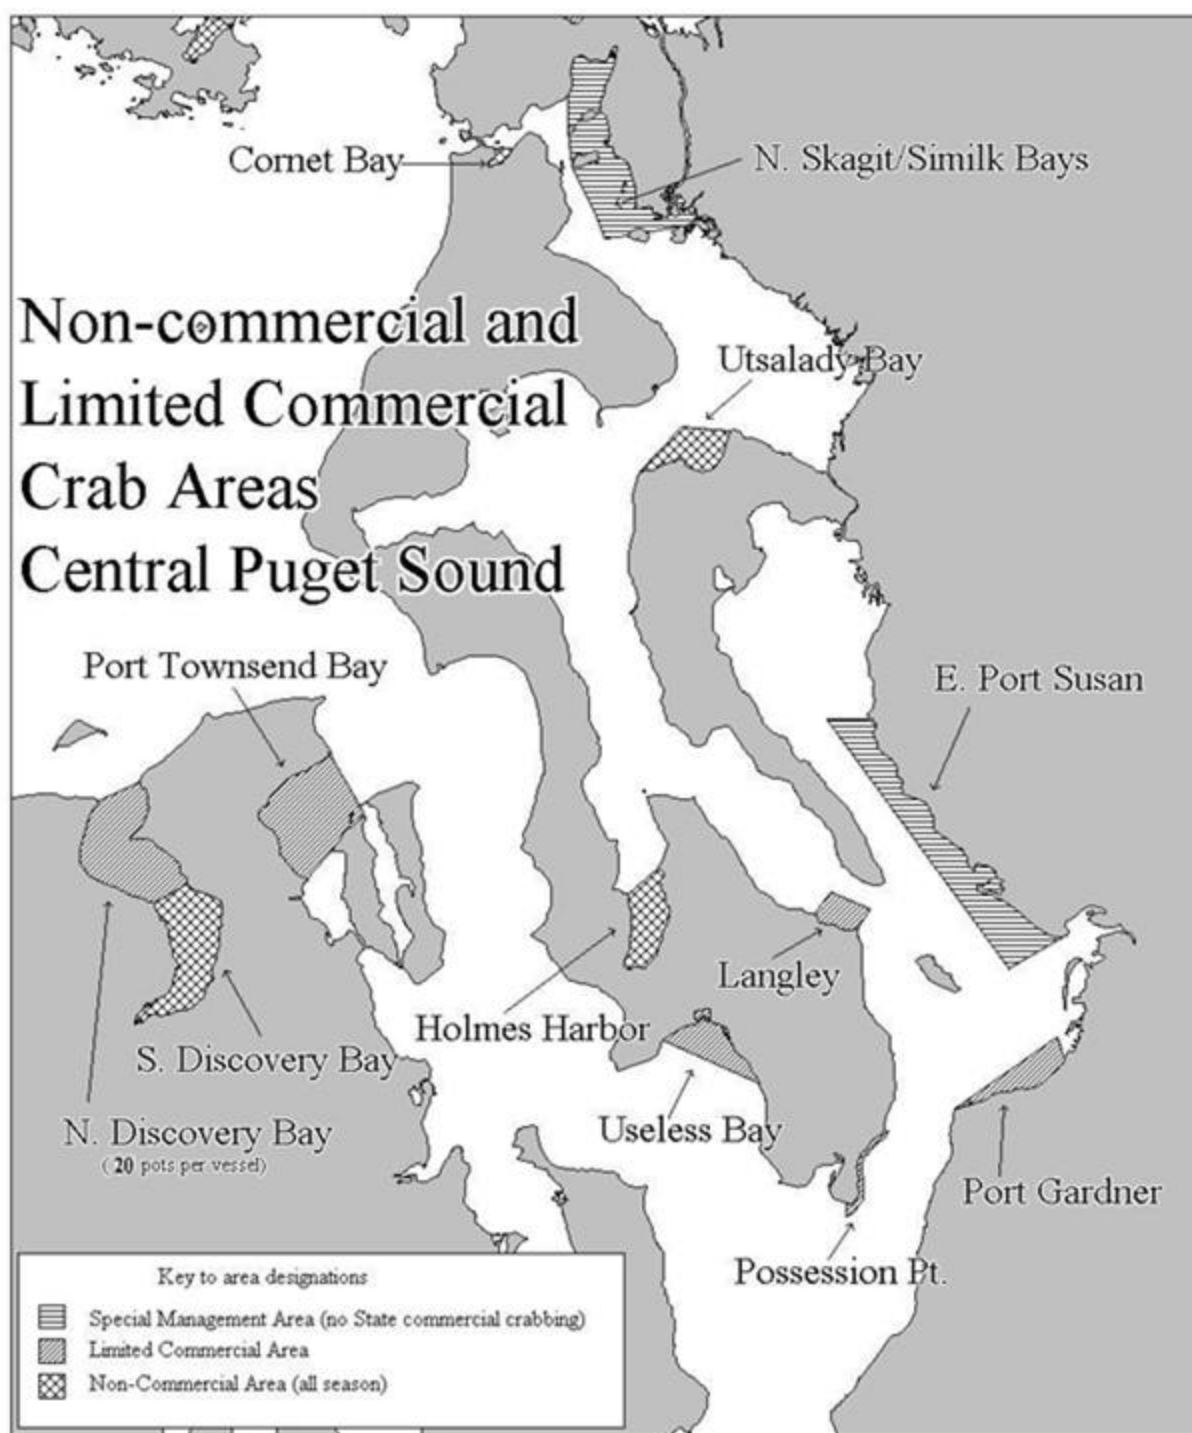 Cornet Bay
N. Skagit/Similk Bays
Non-commercial and
Limited Commercial
Crab Areas
Central Puget Sound
Utsalady Bay
Port Townsend Bay
E. Port Susan
Langley
Holmes Harbor
S. Discovery Bay
N. Discovery Bay
(20 pots per vessel)
Useless Bay
Port Gardner
Possession Pt.
Key to area designations
Special Management Area (no State commercial crabbing)
Limited Commercial Area
Non-Commercial Area (all season)